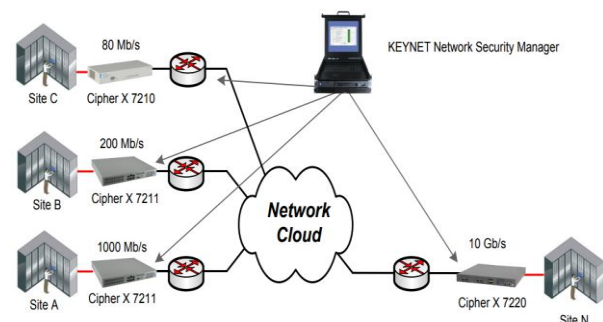 80 Mb/s
KEYNET Network Security Manager
Site C
Cipher X 7210
200 Mb/s
Site B
Cipher X 7211
Network
Cloud
1000 Mb/s
10 Gb/s
Site A
Cipher X 7211
Cipher X 7220
Site N